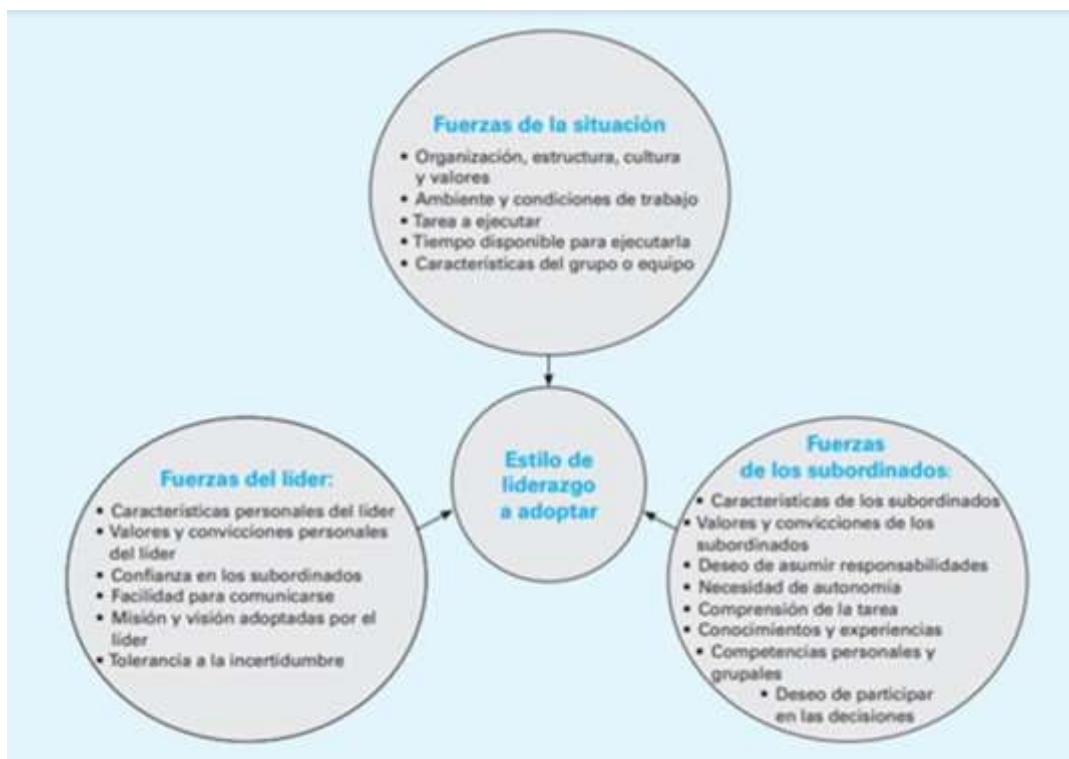 Fuerzas de la situación
• Organización, estructura, cultura
y valores
• Ambiente y condiciones de trabajo
• Tarea a ejecutar
• Tiempo disponible para ejecutarla
• Características del grupo o equipo
Estilo de
liderazgo
a adoptar
Fuerzas del líder:
• Características personales del líder
• Valores y convicciones personales
del líder
• Confianza en los subordinados
• Facilidad para comunicarse
• Misión y visión adoptadas por el
líder
• Tolerancia a la incertidumbre
Fuerzas
de los subordinados:
• Características de los subordinados
• Valores y convicciones de los
subordinados
• Deseo de asumir responsabilidades
• Necesidad de autonomía
• Comprensión de la tarea
• Conocimientos y experiencias
• Competencias personales y
grupales
• Deseo de participar
en las decisiones